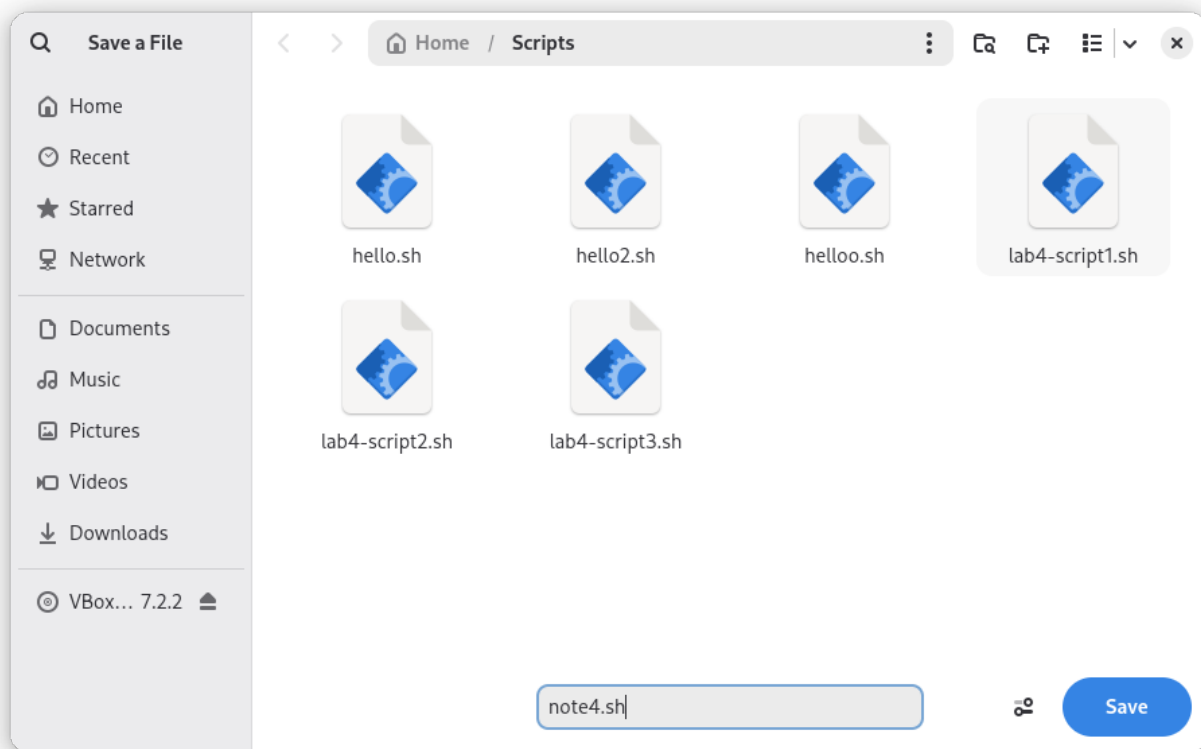 Save a File
Home / Scripts
Home
Recent
Starred
Network
Documents
Music
Pictures
Videos
Downloads
VBox... 7.2.2
hello.sh
hello2.sh
helloo.sh
lab4-script1.sh
lab4-script2.sh
lab4-script3.sh
note4.sh
Save